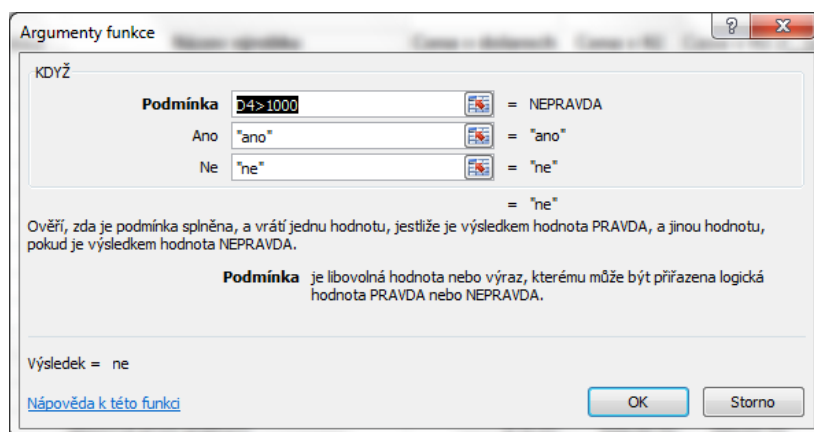 Argumenty funkce
KDYŽ
Podmínka D4>1000 = NEPRAVDA
Ano "ano" = "ano"
Ne "ne" = "ne"
= "ne"
Ověří, zda je podmínka splněna, a vrátí jednu hodnotu, jestliže je výsledkem hodnota PRAVDA, a jinou hodnotu,
pokud je výsledkem hodnota NEPRAVDA.
Podmínka je libovolná hodnota nebo výraz, kterému může být přiřazena logická
hodnota PRAVDA nebo NEPRAVDA.
Výsledek = ne
Nápověda k této funkci
OK Storno